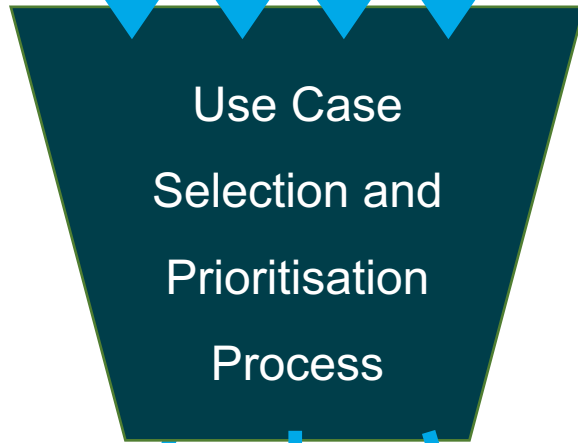 Use Case
Selection and
Prioritisation
Process